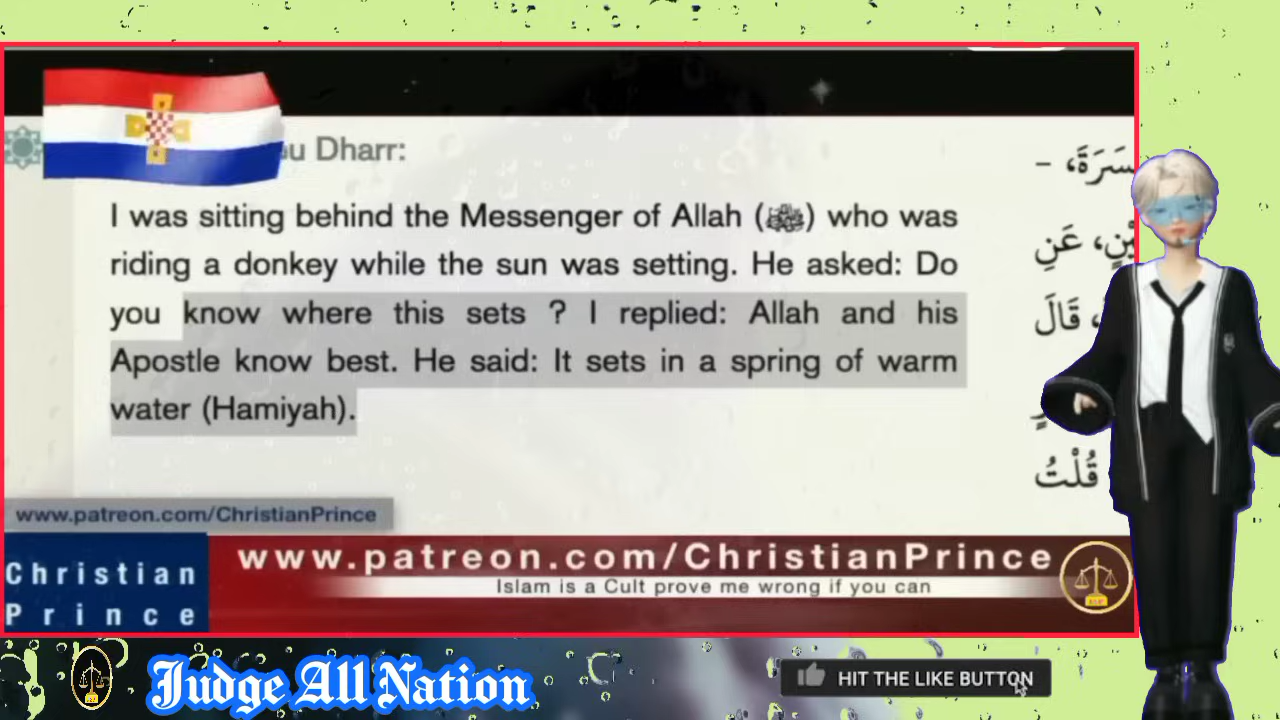 u Dharr:
I was sitting behind the Messenger of Allah (ﷺ) who was
riding a donkey while the sun was setting. He asked: Do
you know where this sets ? I replied: Allah and his
Apostle know best. He said: It sets in a spring of warm
water (Hamiyah).
سَرَةَ، -
عَنِ
قَالَ
قُلْتُ
www.patreon.com/ChristianPrince
Christian
Prince
www.patreon.com/ChristianPrince
Islam is a Cult prove me wrong if you can
Judge All Nation
HIT THE LIKE BUTTON